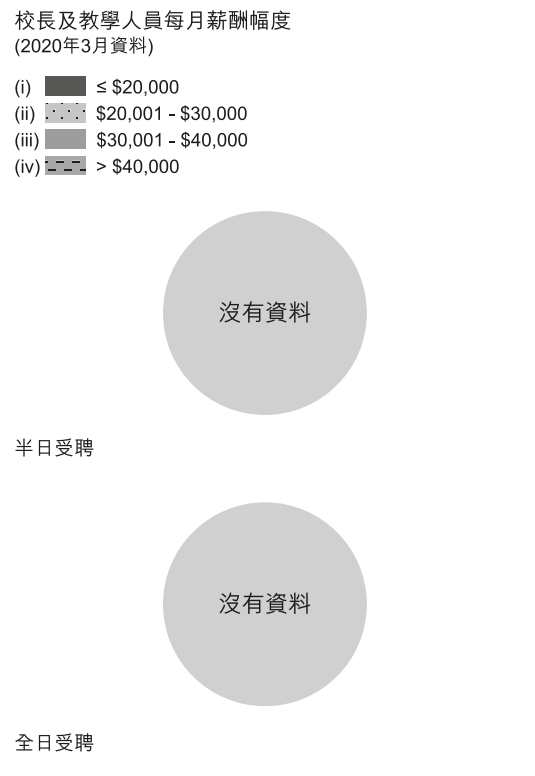 校長及教學人員每月薪酬幅度
(2020年3月資料)
(i) ≤ $20,000
(ii) $20,001 - $30,000
(iii) $30,001 - $40,000
(iv) > $40,000
沒有資料
半日受聘
沒有資料
全日受聘